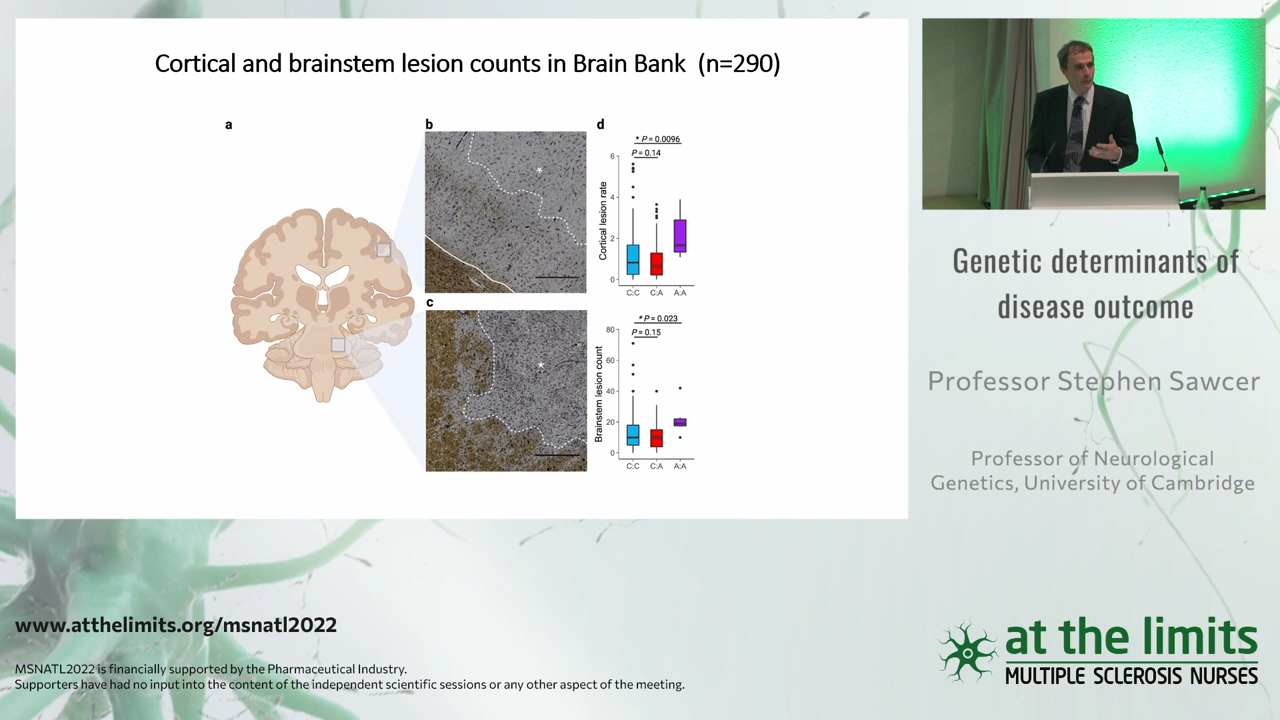 Cortical and brainstem lesion counts in Brain Bank (n=290)
a
b
c
d
* P = 0.0096
P = 0.14
Cortical lesion rate
6
4
2
0
C:C C:A A:A
* P = 0.023
P = 0.15
Brainstem lesion count
80
60
40
20
0
C:C C:A A:A
*
*
Genetic determinants of
disease outcome
Professor Stephen Sawcer
Professor of Neurological
Genetics, University of Cambridge
www.atthelimits.org/msnatl2022
MSNATL2022 is financially supported by the Pharmaceutical Industry.
Supporters have had no input into the content of the independent scientific sessions or any other aspect of the meeting.
at the limits
MULTIPLE SCLEROSIS NURSES